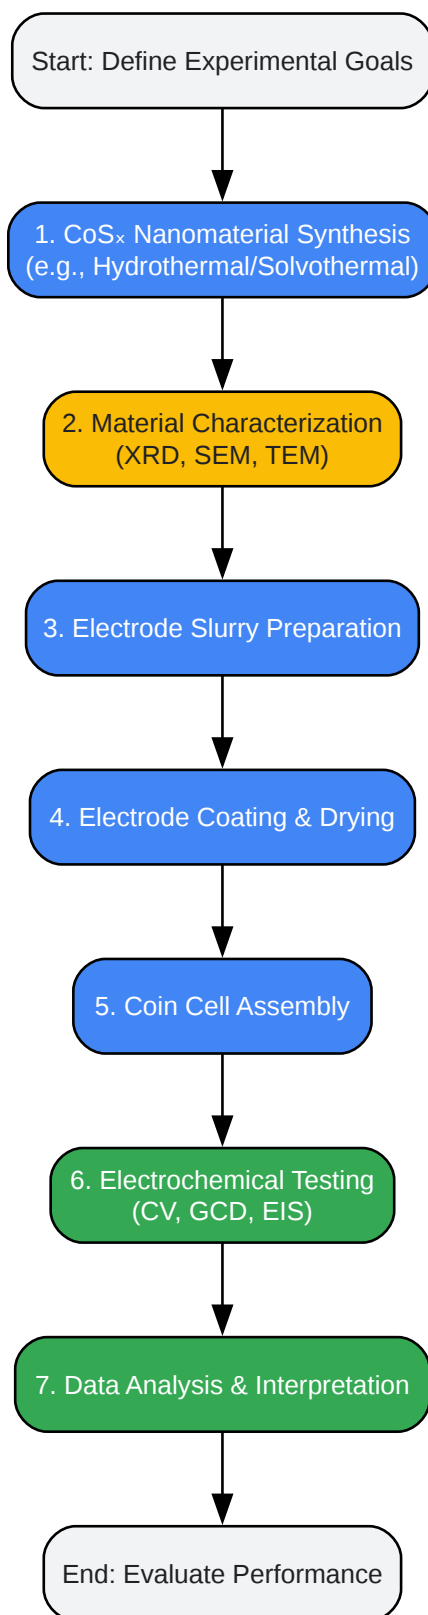 Start: Define Experimental Goals
1. CoSₓ Nanomaterial Synthesis
(e.g., Hydrothermal/Solvothermal)
2. Material Characterization
(XRD, SEM, TEM)
3. Electrode Slurry Preparation
4. Electrode Coating & Drying
5. Coin Cell Assembly
6. Electrochemical Testing
(CV, GCD, EIS)
7. Data Analysis & Interpretation
End: Evaluate Performance